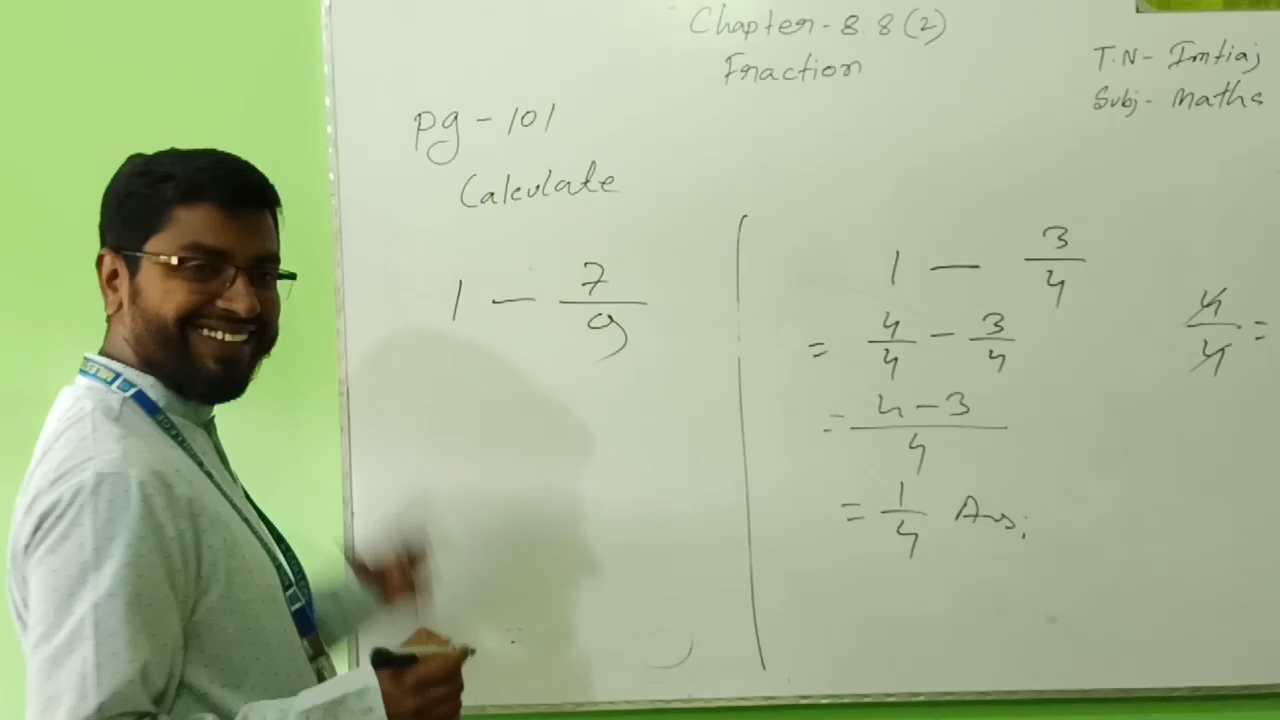 Chapter - 8.8(2)
Fraction
T.N - Imtiaj
Subj - Maths
Pg - 101
Calculate
1 - 7/9
1 - 3/4
= 4/4 - 3/4
= 4-3/4
= 1/4 Ans;
4/4 =